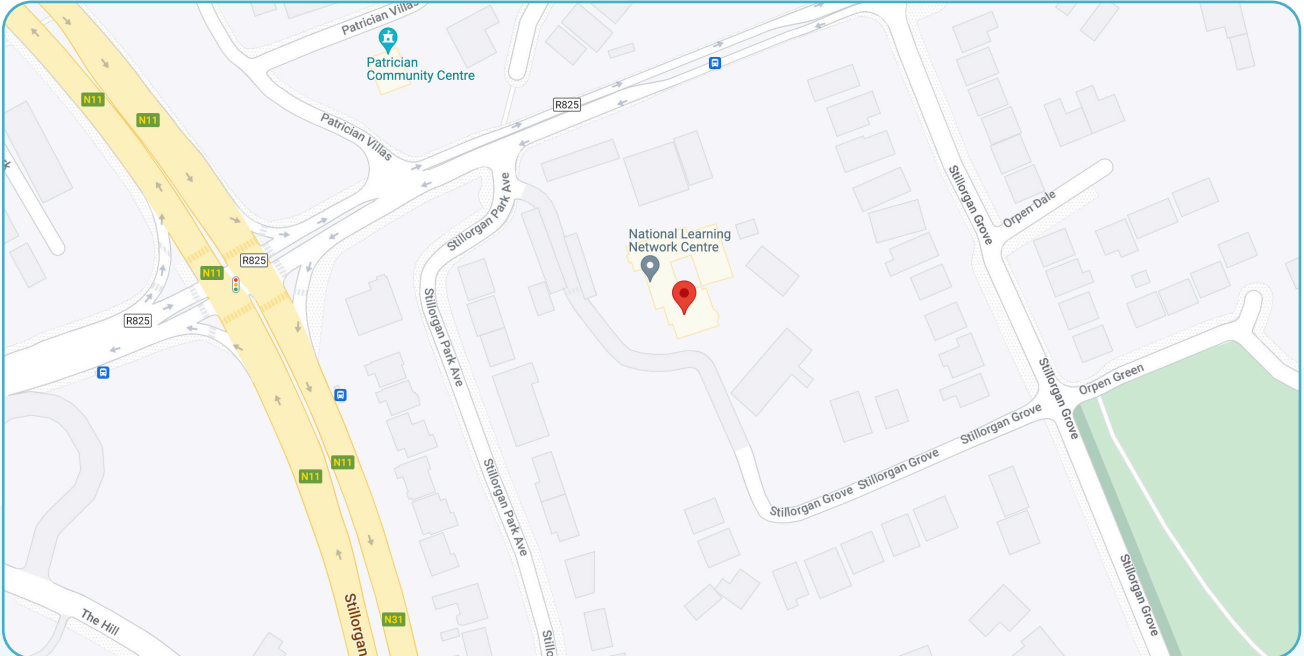 Patrician Villas
Patrician
Community Centre
N11
N11
R825
Patrician Villas
Stillorgan Park Ave
Stillorgan Grove
Orpen Dale
National Learning
Network Centre
R825
N11
R825
Stillorgan Park Ave
Stillorgan Grove
Orpen Green
Stillorgan Grove
Stillorgan Grove
Stillorgan Grove
N11
N11
Stillorgan Park Ave
Stillorgan Grove
Stillorgan
N31
The Hill
Stillo